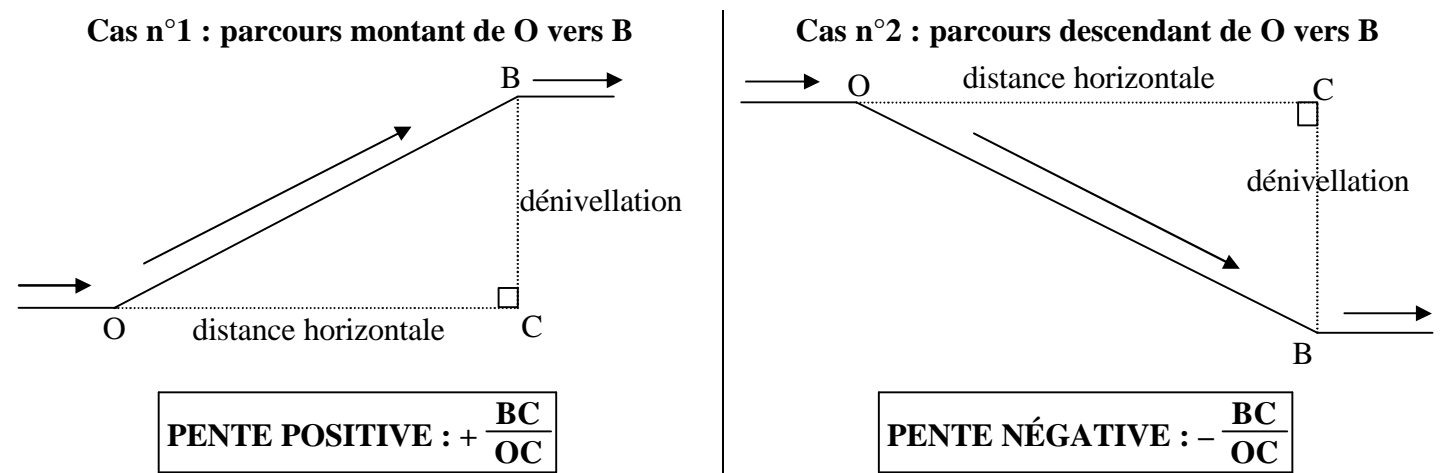 Cas n°1 : parcours montant de O vers B
B
dénivellation
O
distance horizontale
C
PENTE POSITIVE : + BC
OC
Cas n°2 : parcours descendant de O vers B
O
distance horizontale
C
dénivellation
B
PENTE NÉGATIVE : – BC
OC